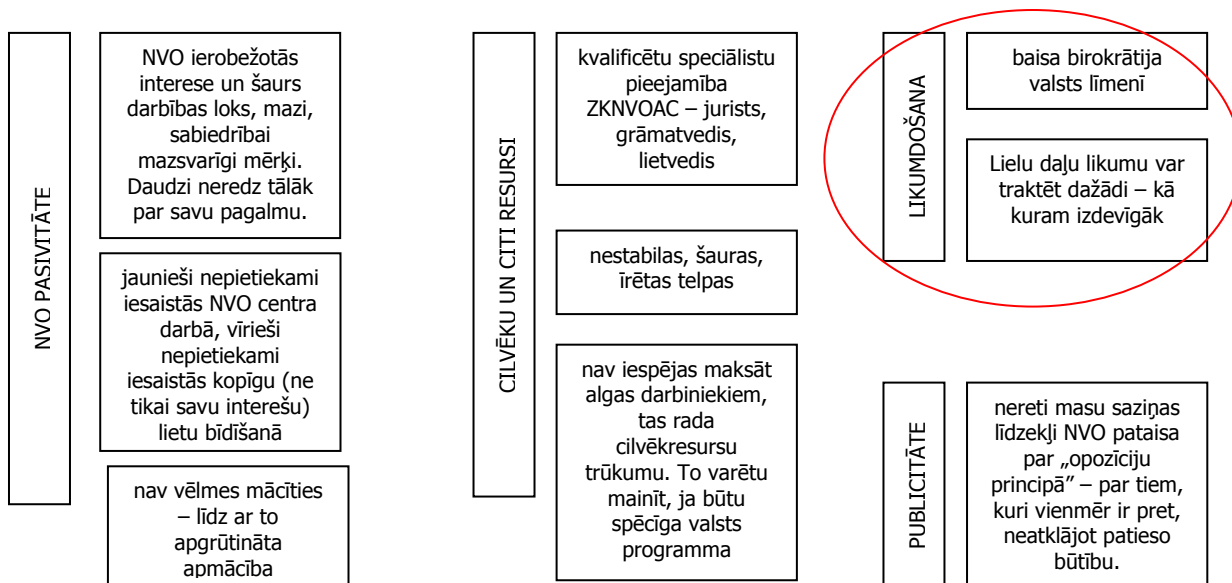 NVO PASIVITĀTE
NVO ierobežotās
interese un šaurs
darbības loks, mazi,
sabiedrībai
mazsvarīgi mērķi.
Daudzi neredz tālāk
par savu pagalmu.
jaunieši nepietiekami
iesaistās NVO centra
darbā, vīrieši
nepietiekami
iesaistās kopīgu (ne
tikai savu interešu)
lietu bīdīšanā
nav vēlmes mācīties
– līdz ar to
apgrūtināta
apmācība
CILVĒKU UN CITI RESURSI
kvalificētu speciālistu
pieejamība
ZKNVOAC – jurists,
grāmatvedis,
lietvedis
nestabilas, šauras,
īrētas telpas
nav iespējas maksāt
algas darbiniekiem,
tas rada
cilvēkresursu
trūkumu. To varētu
mainīt, ja būtu
spēcīga valsts
programma
LIKUMDOŠANA
baisa birokrātija
valsts līmenī
Lielu daļu likumu var
traktēt dažādi – kā
kuram izdevīgāk
PUBLICITĀTE
nereti masu saziņas
līdzekļi NVO pataisa
par „opozīciju
principā” – par tiem,
kuri vienmēr ir pret,
neatklājot patieso
būtību.